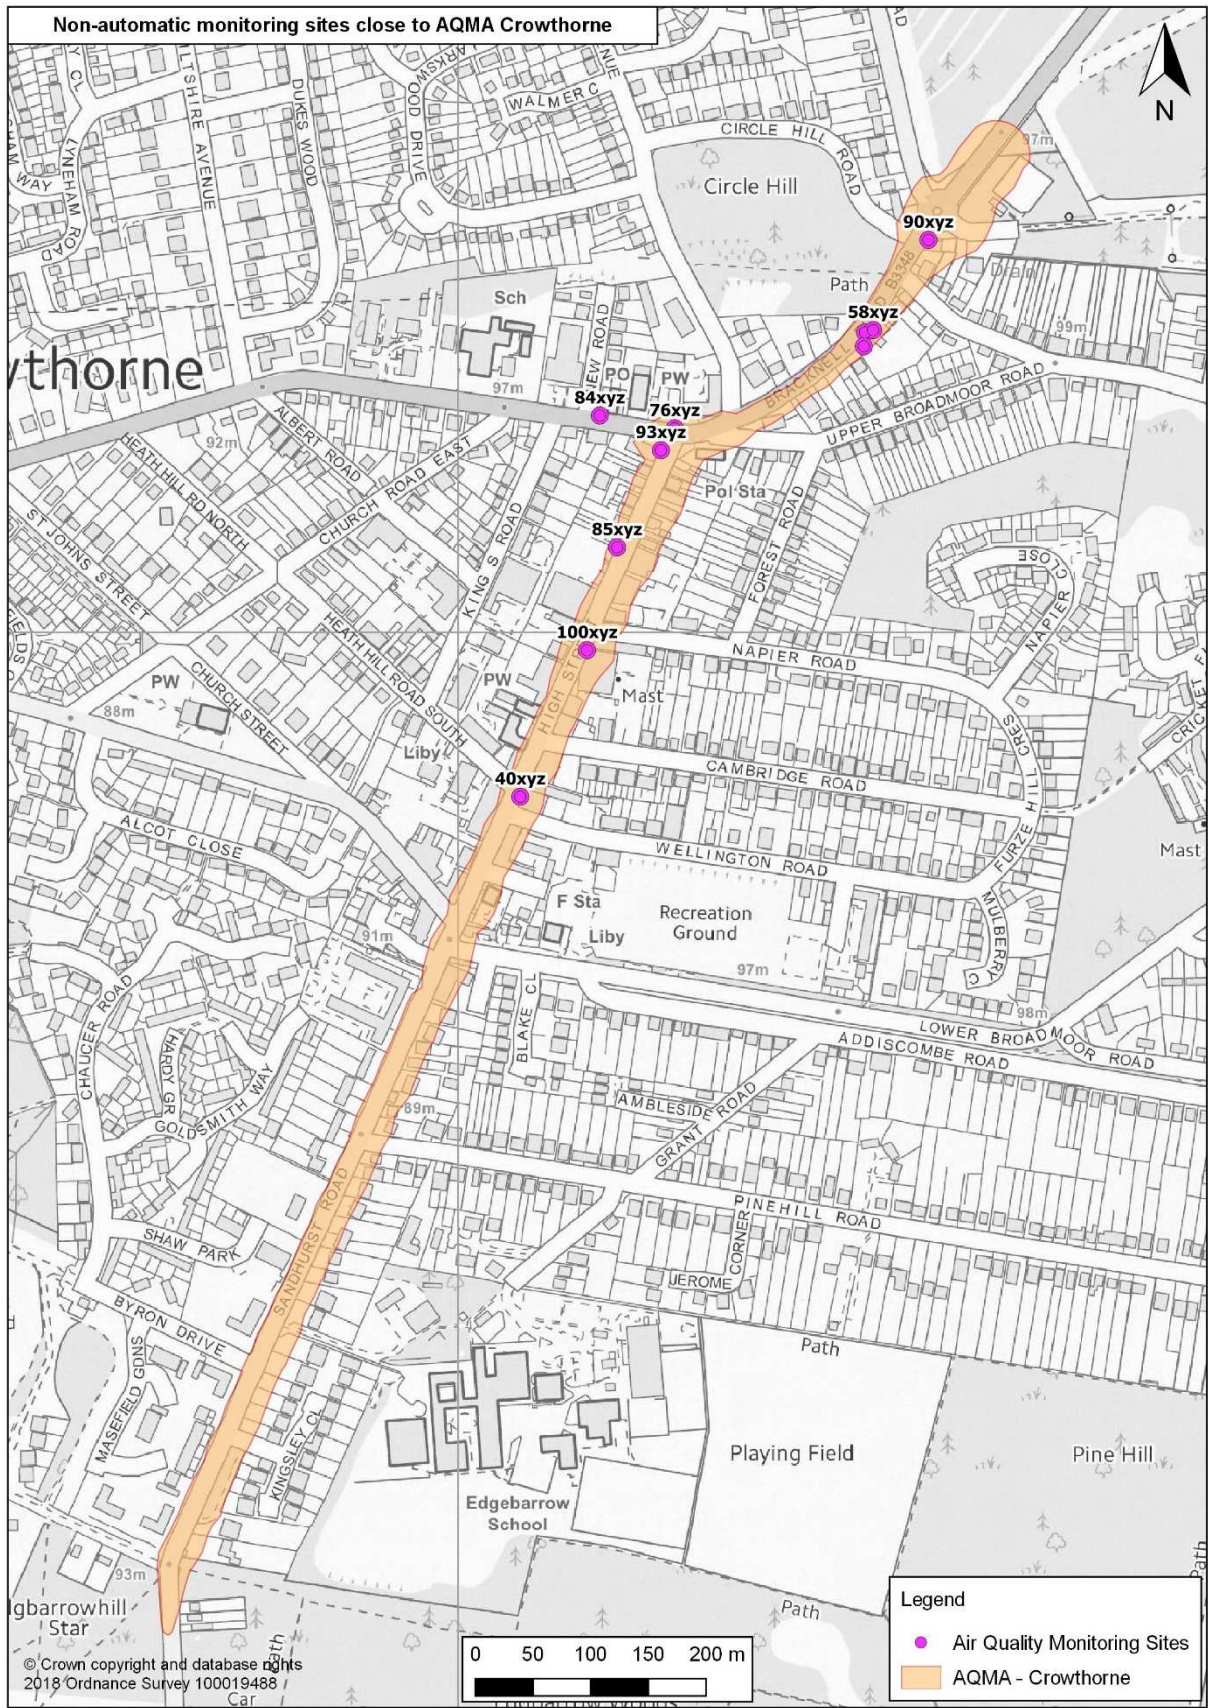 Non-automatic monitoring sites close to AQMA Crowthorne
N
WALMER C
CIRCLE HILL ROAD
Circle Hill
97m
LYNEHAM ROAD
WAY
DUKES WOOD
90xyz
Path
B3348
Drain
58xyz
99m
Sch
NEW ROAD
PO
PW
97m
84xyz
76xyz
93xyz
BRACKNELL
UPPER BROADMOOR ROAD
wthorne
92m
ALBERT ROAD
HEATH HILL RD NORTH
CHURCH ROAD EAST
ST JOHNS STREET
KING'S ROAD
Pol Sta
FOREST ROAD
85xyz
NAPIER CLOSE
100xyz
NAPIER ROAD
HEATH HILL ROAD SOUTH
CHURCH STREET
PW
PW
HIGH ST
Mast
88m
Liby
CAMBRIDGE ROAD
FURZE HILL CRES
40xyz
ALCOT CLOSE
WELLINGTON ROAD
Mast
F Sta
Liby
Recreation
Ground
MULBERRY C
91m
97m
98m
CHAUCER ROAD
BLAKE C
LOWER BROADMOOR ROAD
ADDISCOMBE ROAD
HARDY GR
GOLDSMITH WAY
89m
AMBLESIDE
GRANT ROAD
SANDHURST ROAD
PINEHILL ROAD
SHAW PARK
JEROME CORNER
BYRON DRIVE
Path
MASEFIELD GDNS
KINGSLEY CL
Playing Field
Pine Hill
Edgebarrow
School
93m
lgbarrowhill
Star
Path
Path
Path
© Crown copyright and database rights
2018 Ordnance Survey 100019488
Car
0 50 100 150 200 m
Legend
Air Quality Monitoring Sites
AQMA - Crowthorne